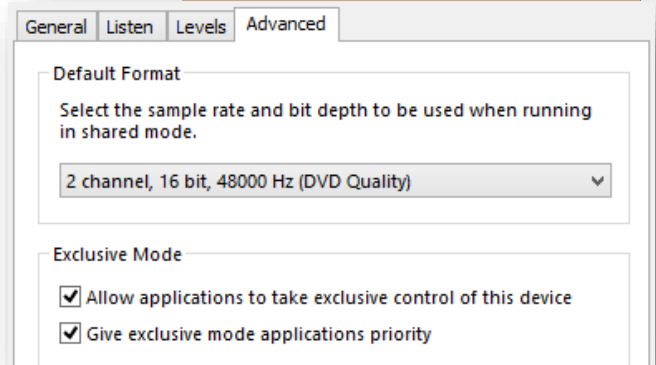 General Listen Levels Advanced
Default Format
Select the sample rate and bit depth to be used when running
in shared mode.
2 channel, 16 bit, 48000 Hz (DVD Quality)
Exclusive Mode
Allow applications to take exclusive control of this device
Give exclusive mode applications priority